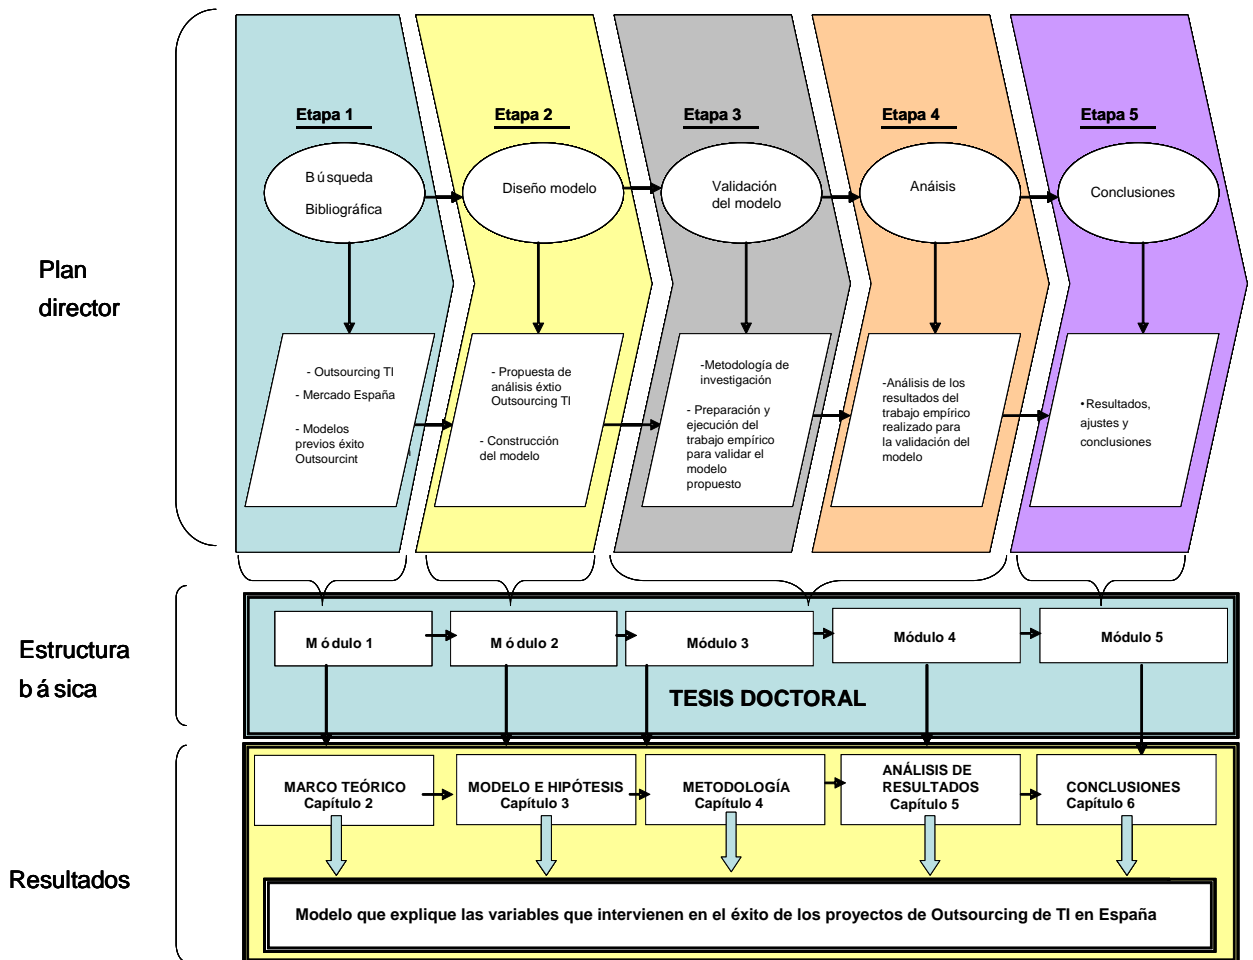 Etapa 1
Etapa 2
Etapa 3
Etapa 4
Etapa 5
Búsqueda
Bibliográfica
Diseño modelo
Validación
del modelo
Anáisis
Conclusiones
Plan
director
- Outsourcing TI
- Mercado España
- Modelos
previos éxito
Outsourcint
- Propuesta de
análisis éxtio
Outsourcing TI
- Construcción
del modelo
-Metodología de
investigación
- Preparación y
ejecución del
trabajo empírico
para validar el
modelo
propuesto
-Análisis de los
resultados del
trabajo empírico
realizado para
la validación del
modelo
•Resultados,
ajustes y
conclusiones
Estructura
básica
Módulo 1
Módulo 2
Módulo 3
Módulo 4
Módulo 5
TESIS DOCTORAL
Resultados
MARCO TEÓRICO
Capítulo 2
MODELO E HIPÓTESIS
Capítulo 3
METODOLOGÍA
Capítulo 4
ANÁLISIS DE
RESULTADOS
Capítulo 5
CONCLUSIONES
Capítulo 6
Modelo que explique las variables que intervienen en el éxito de los proyectos de Outsourcing de TI en España